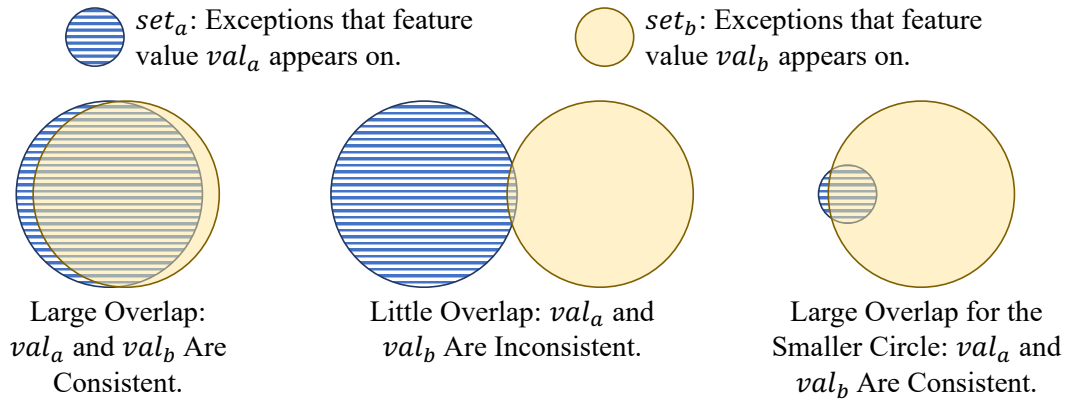 set_a: Exceptions that feature
value val_a appears on.
set_b: Exceptions that feature
value val_b appears on.
Large Overlap:
val_a and val_b Are
Consistent.
Little Overlap: val_a and
val_b Are Inconsistent.
Large Overlap for the
Smaller Circle: val_a and
val_b Are Consistent.